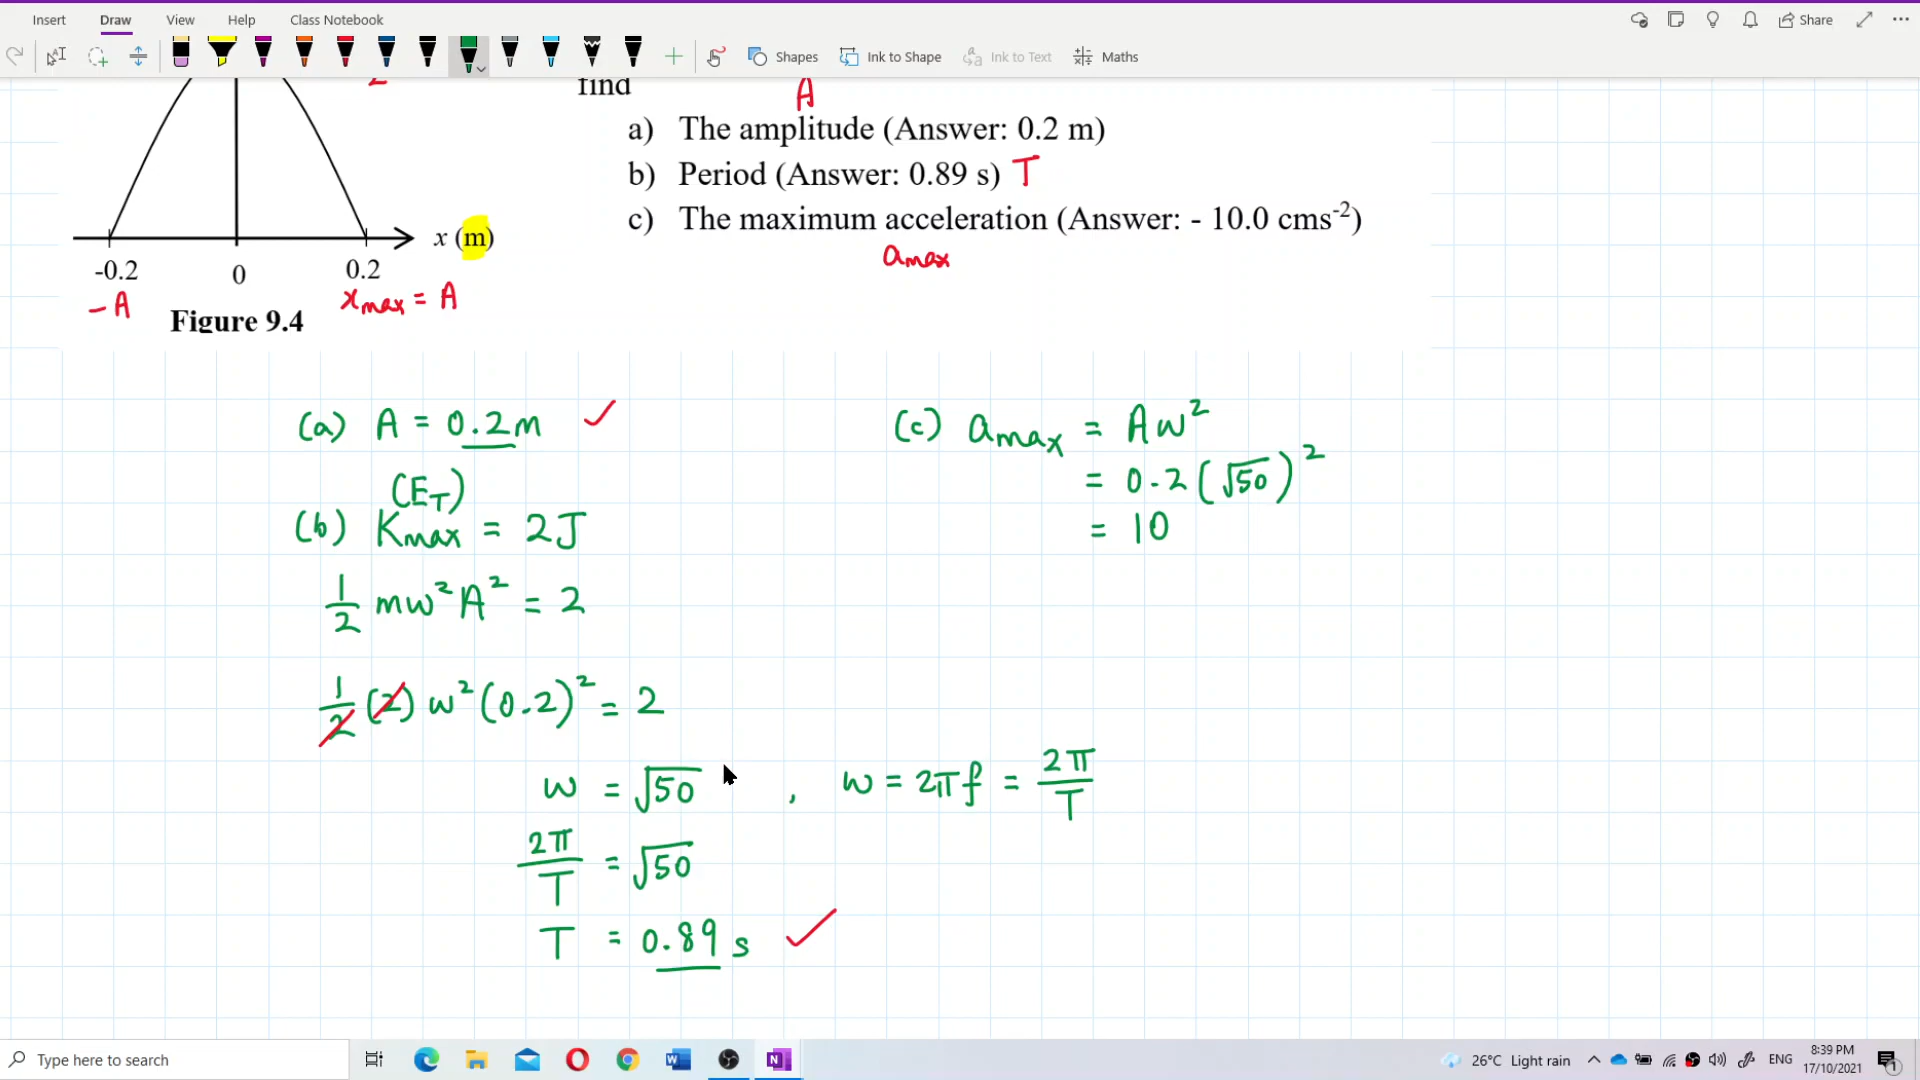 Insert Draw View Help Class Notebook Share
Shapes Ink to Shape Ink to Text Maths
find
A
a) The amplitude (Answer: 0.2 m)
b) Period (Answer: 0.89 s) T
c) The maximum acceleration (Answer: - 10.0 cms⁻²)
amax
x (m)
-0.2 0 0.2
-A xmax = A
Figure 9.4
(a) A = 0.2m
(ET)
(b) Kmax = 2J
1/2 mw²A² = 2
1/2 (2) w² (0.2)² = 2
w = √50 , w = 2πf = 2π/T
2π/T = √50
T = 0.89 s
(c) amax = Aw²
= 0.2 (√50)²
= 10
Type here to search
26°C Light rain ENG
8:39 PM
17/10/2021